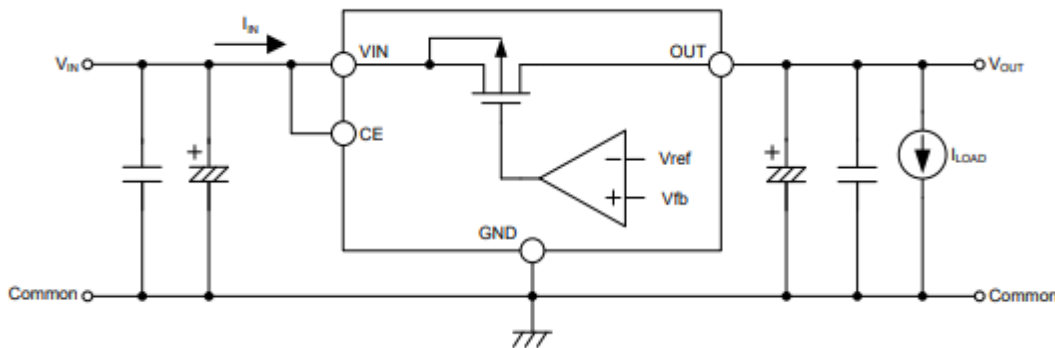 IIN
VIN
VIN
OUT
VOUT
CE
+
+
ILOAD
−
Vref
+
Vfb
GND
Common
Common